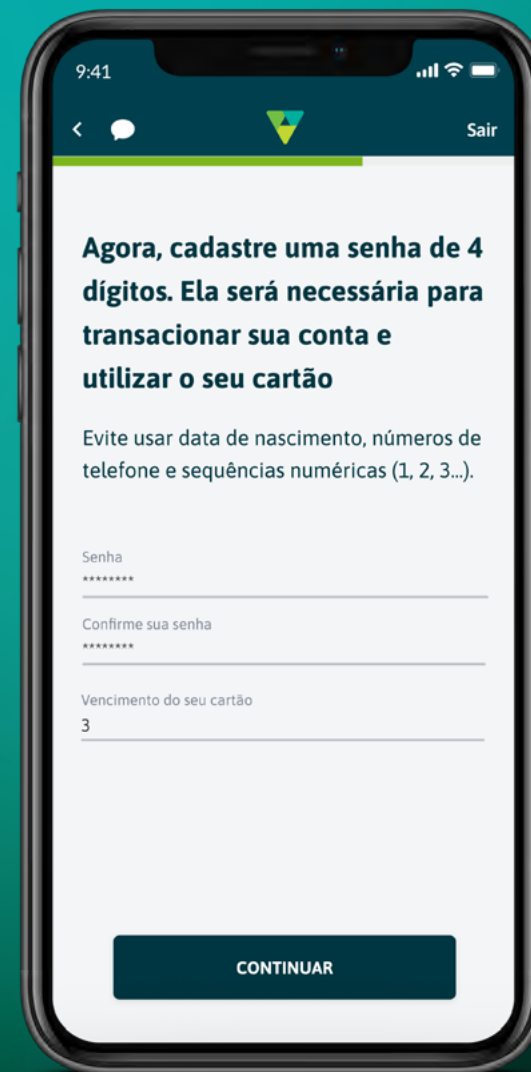 9:41
Sair
Agora, cadastre uma senha de 4
dígitos. Ela será necessária para
transacionar sua conta e
utilizar o seu cartão
Evite usar data de nascimento, números de
telefone e sequências numéricas (1, 2, 3...).
Senha
********
Confirme sua senha
********
Vencimento do seu cartão
3
CONTINUAR